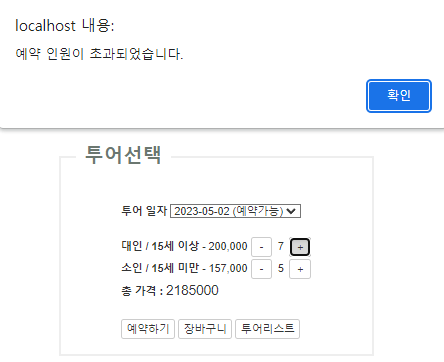 localhost 내용:
예약 인원이 초과되었습니다.
확인
투어선택
투어 일자 2023-05-02 (예약가능)
대인 / 15세 이상 - 200,000 - 7 +
소인 / 15세 미만 - 157,000 - 5 +
총 가격 : 2185000
예약하기 장바구니 투어리스트